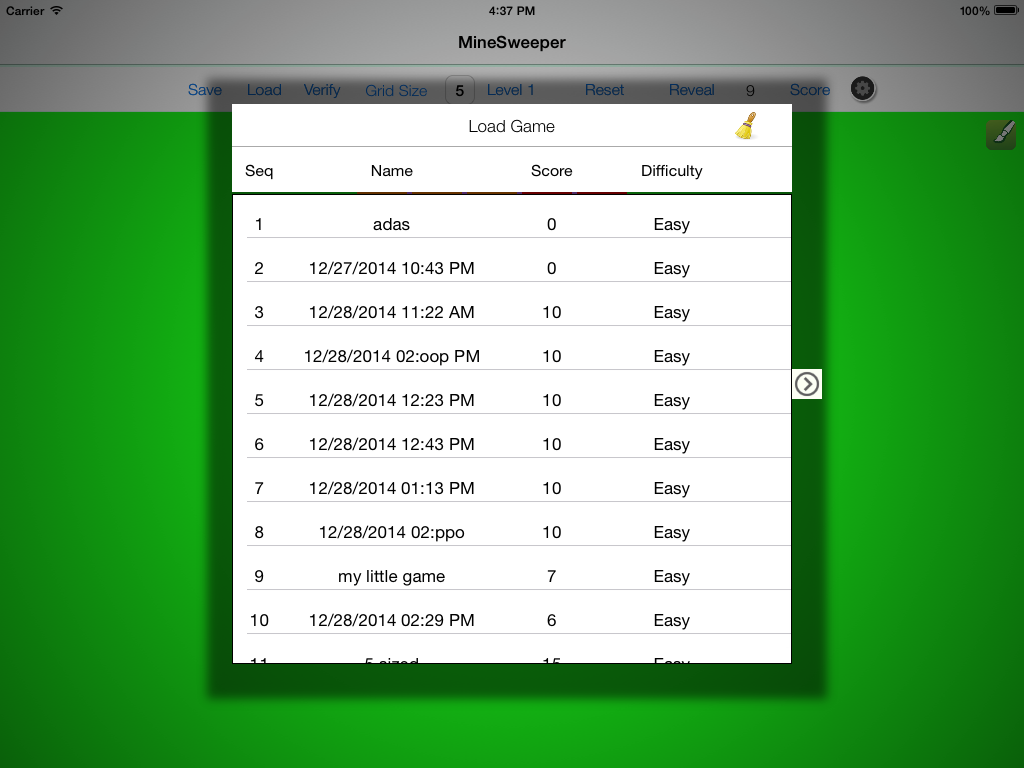 Carrier 4:37 PM 100%
MineSweeper
Save Load Verify Grid Size 5 Level 1 Reset Reveal 9 Score
Load Game
Seq Name Score Difficulty
1 adas 0 Easy
2 12/27/2014 10:43 PM 0 Easy
3 12/28/2014 11:22 AM 10 Easy
4 12/28/2014 02:oop PM 10 Easy
5 12/28/2014 12:23 PM 10 Easy
6 12/28/2014 12:43 PM 10 Easy
7 12/28/2014 01:13 PM 10 Easy
8 12/28/2014 02:ppo 10 Easy
9 my little game 7 Easy
10 12/28/2014 02:29 PM 6 Easy
11 5 sized 15 Easy